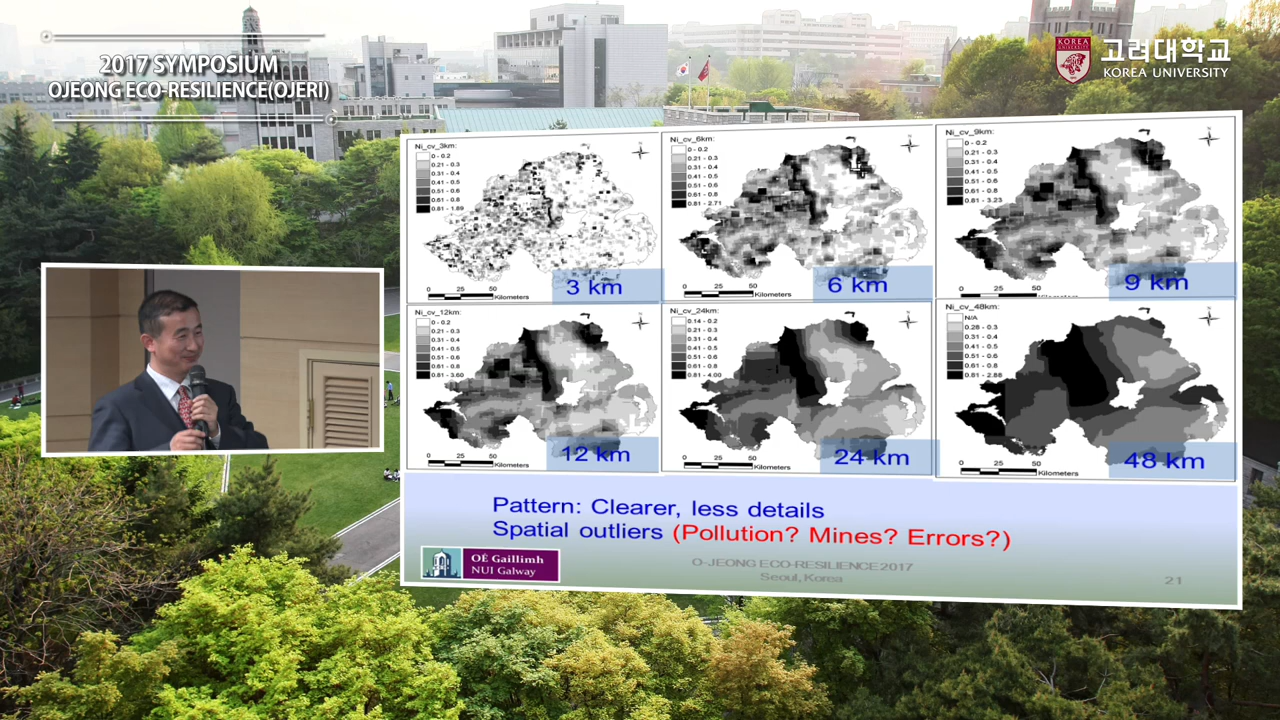 2017 SYMPOSIUM
OJEONG ECO-RESILIENCE(OJERI)
KOREA
UNIVERSITY
고려대학교
KOREA UNIVERSITY
Ni_cv_3km:
0 - 0.2
0.21 - 0.3
0.31 - 0.4
0.41 - 0.5
0.51 - 0.6
0.61 - 0.8
0.81 - 1.89
0 25 50
Kilometers
3 km
Ni_cv_6km:
0 - 0.2
0.21 - 0.3
0.31 - 0.4
0.41 - 0.5
0.51 - 0.6
0.61 - 0.8
0.81 - 2.71
0 25 50
Kilometers
6 km
Ni_cv_9km:
0 - 0.2
0.21 - 0.3
0.31 - 0.4
0.41 - 0.5
0.51 - 0.6
0.61 - 0.8
0.81 - 3.23
0 25 50
9 km
Ni_cv_12km:
0 - 0.2
0.21 - 0.3
0.31 - 0.4
0.41 - 0.5
0.51 - 0.6
0.61 - 0.8
0.81 - 3.60
0 25 50
Kilometers
12 km
Ni_cv_24km:
0.14 - 0.2
0.21 - 0.3
0.31 - 0.4
0.41 - 0.5
0.51 - 0.6
0.61 - 0.8
0.81 - 4.00
0 25 50
Kilometers
24 km
Ni_cv_48km:
N/A
0.28 - 0.3
0.31 - 0.4
0.41 - 0.5
0.51 - 0.6
0.61 - 0.8
0.81 - 2.88
0 25 50
Kilometers
48 km
Pattern: Clearer, less details
Spatial outliers (Pollution? Mines? Errors?)
OÉ Gaillimh
NUI Galway
O-JEONG ECO-RESILIENCE 2017
Seoul, Korea
21